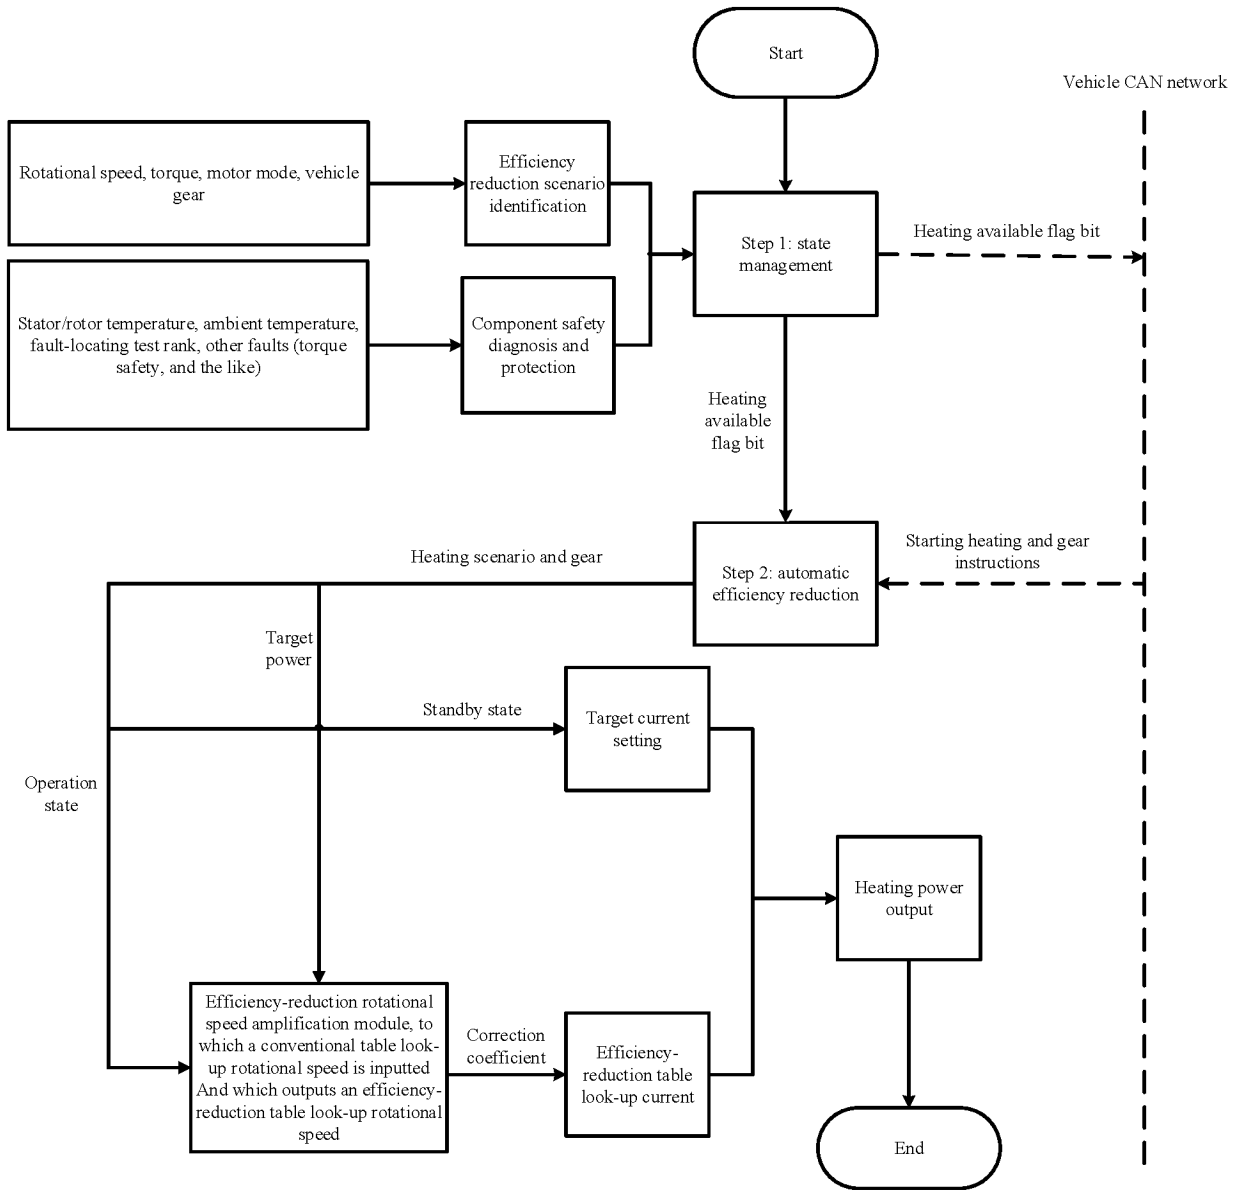 Start
Vehicle CAN network
Rotational speed, torque, motor mode, vehicle
gear
Efficiency
reduction scenario
identification
Step 1: state
management
Heating available flag bit
Stator/rotor temperature, ambient temperature,
fault-locating test rank, other faults (torque
safety, and the like)
Component safety
diagnosis and
protection
Heating
available
flag bit
Heating scenario and gear
Step 2: automatic
efficiency reduction
Starting heating and gear
instructions
Target
power
Standby state
Target current
setting
Operation
state
Heating power
output
Efficiency-reduction rotational
speed amplification module, to
which a conventional table look-
up rotational speed is inputted
And which outputs an efficiency-
reduction table look-up rotational
speed
Correction
coefficient
Efficiency-
reduction table
look-up current
End